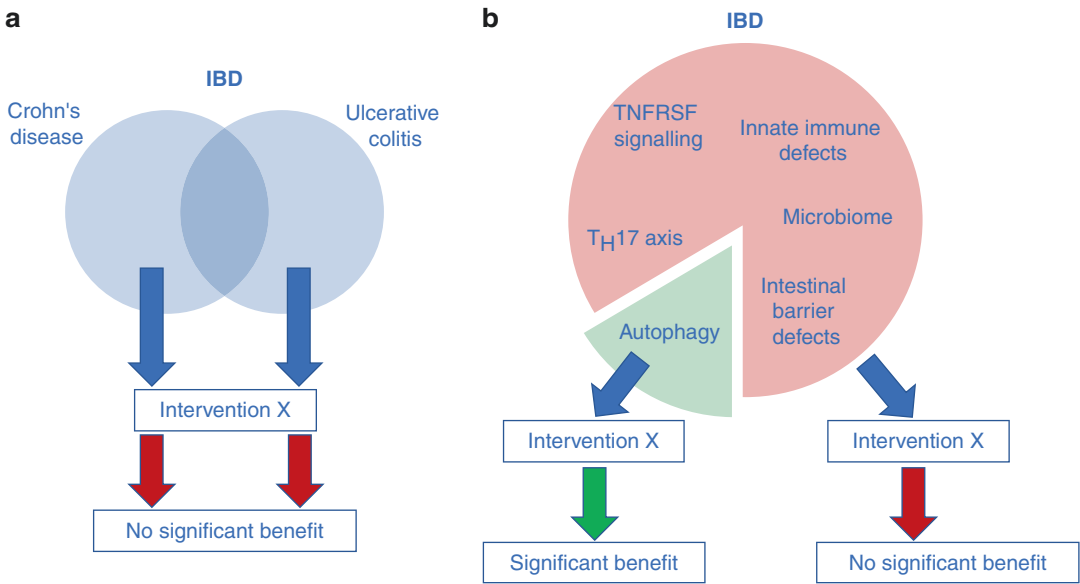 a
IBD
Crohn's
disease
Ulcerative
colitis
Intervention X
No significant benefit
b
IBD
TNFRSF
signalling
Innate immune
defects
Microbiome
TH17 axis
Intestinal
barrier
defects
Autophagy
Intervention X
Intervention X
Significant benefit
No significant benefit